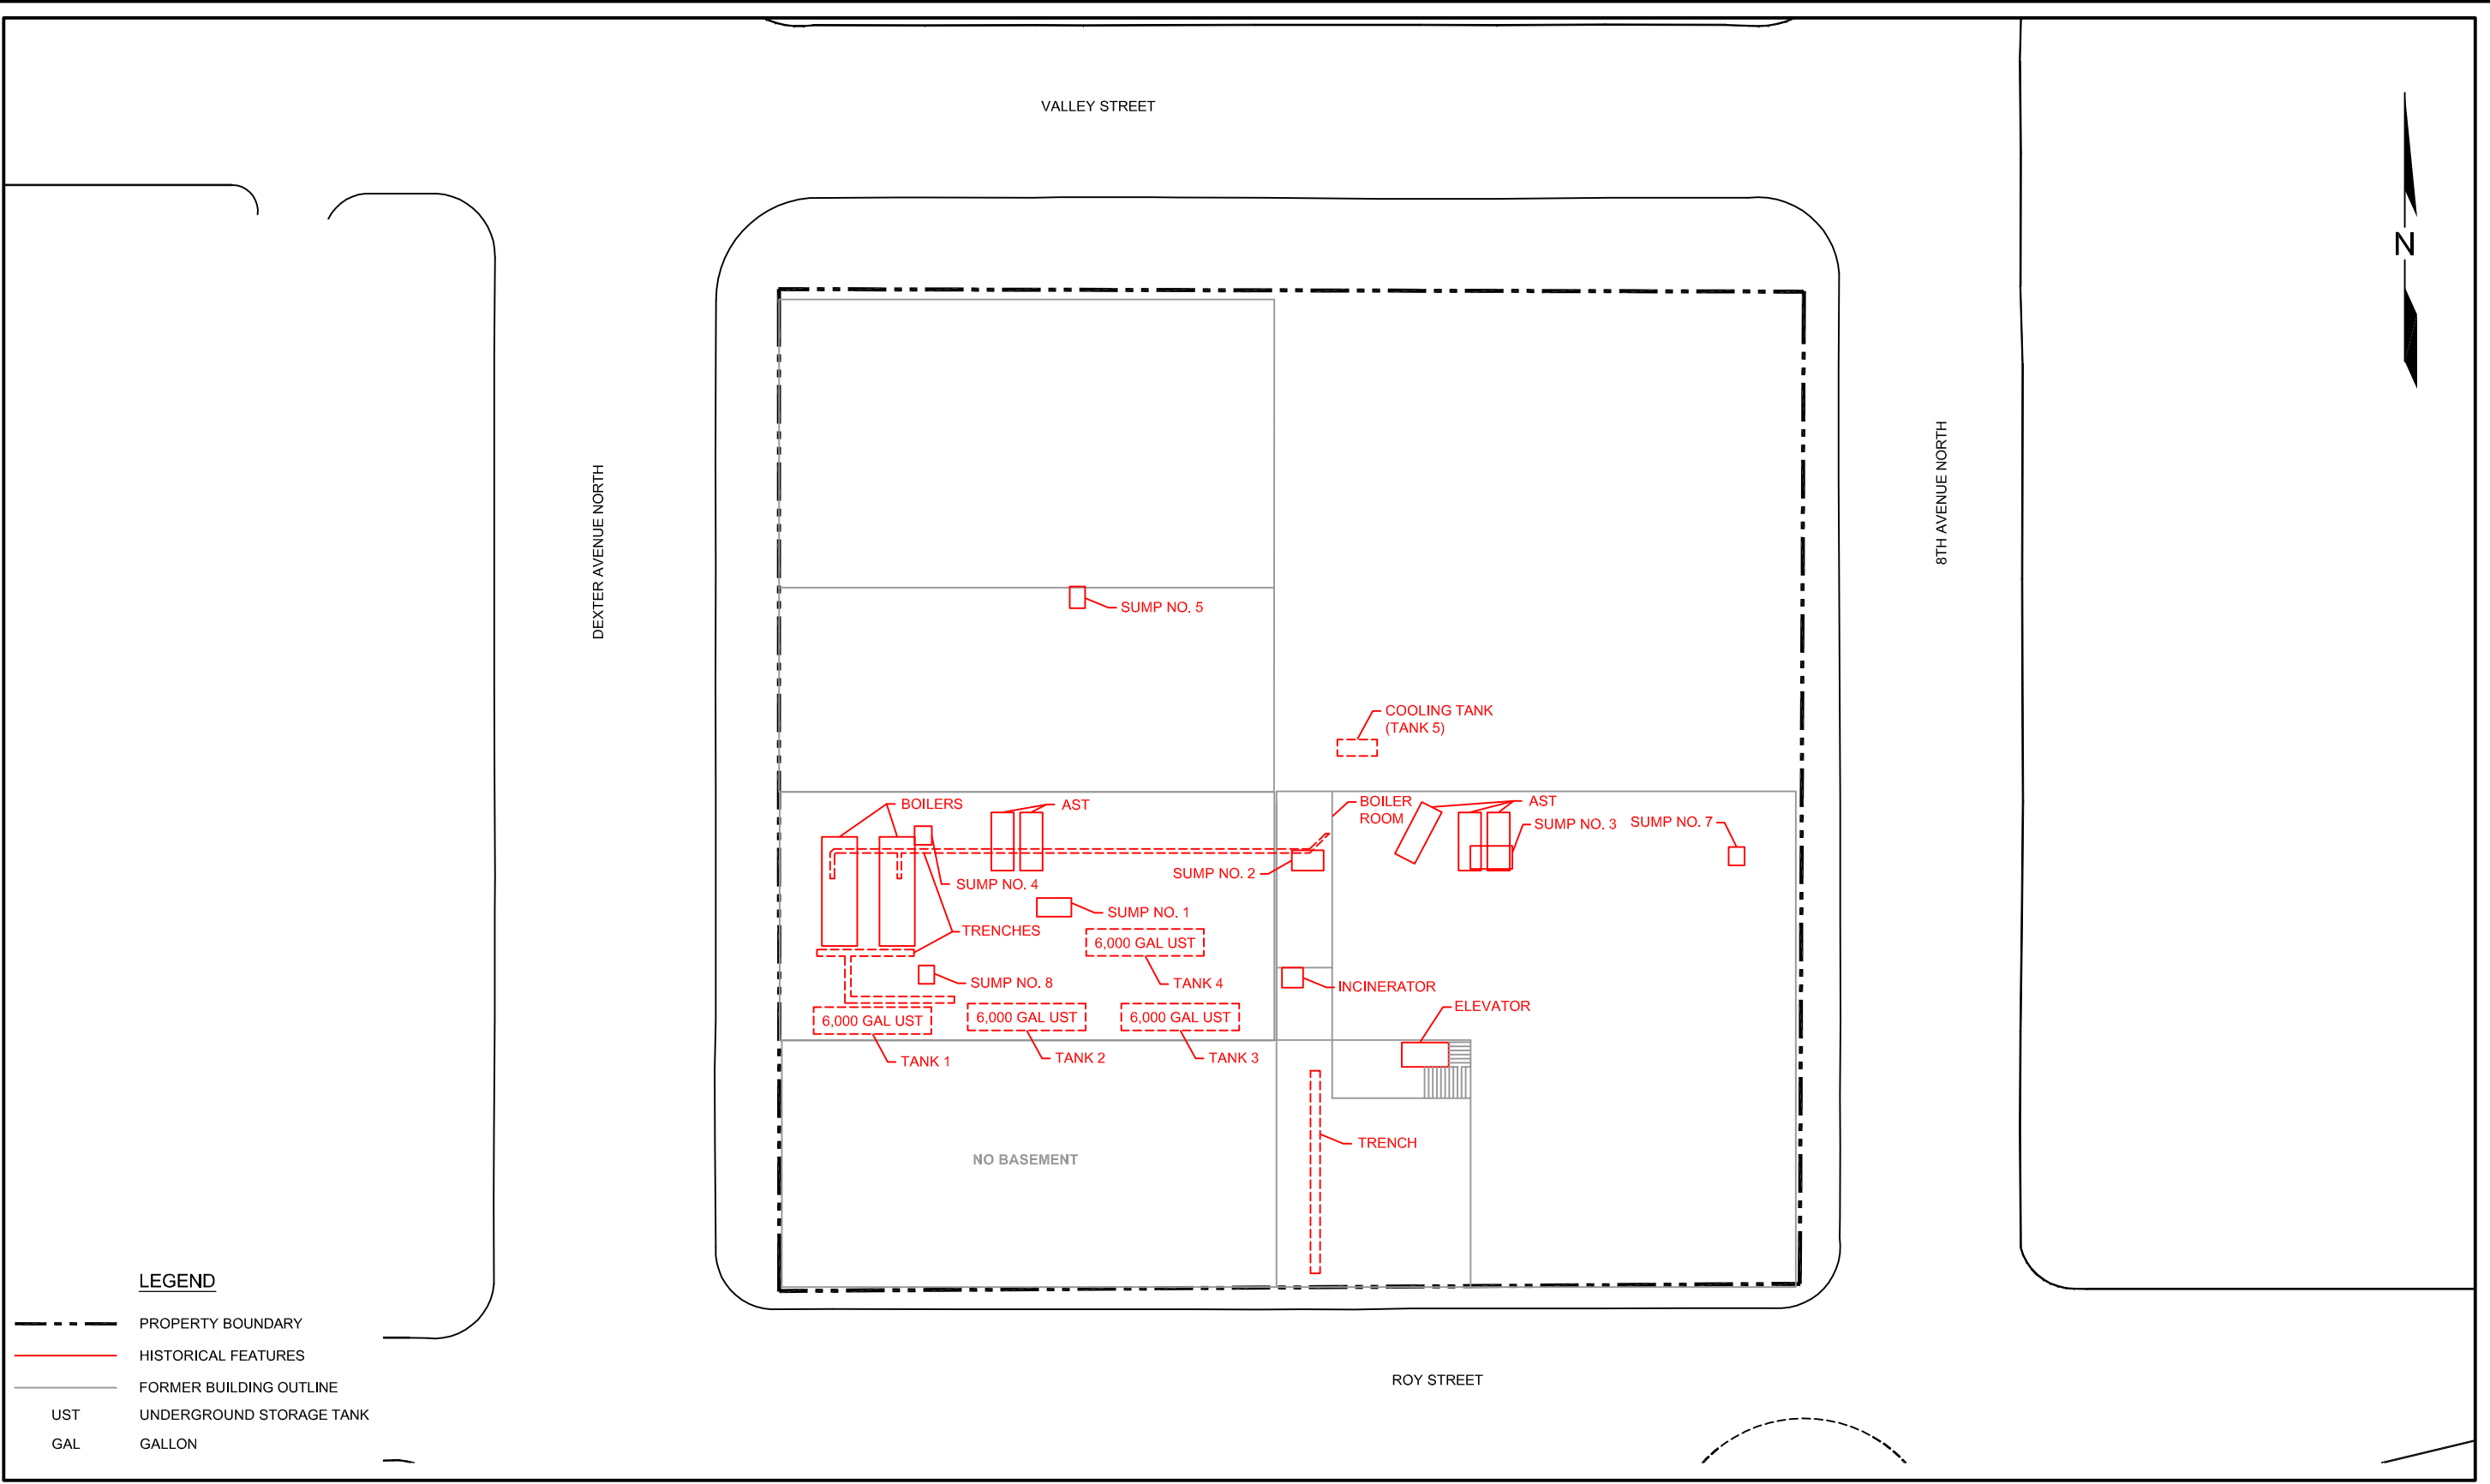 VALLEY STREET
N
DEXTER AVENUE NORTH
8TH AVENUE NORTH
SUMP NO. 5
COOLING TANK
(TANK 5)
BOILERS
AST
BOILER
ROOM
AST
SUMP NO. 3
SUMP NO. 7
SUMP NO. 4
SUMP NO. 2
SUMP NO. 1
TRENCHES
6,000 GAL UST
SUMP NO. 8
TANK 4
INCINERATOR
ELEVATOR
6,000 GAL UST
6,000 GAL UST
6,000 GAL UST
TANK 1
TANK 2
TANK 3
TRENCH
NO BASEMENT
LEGEND
PROPERTY BOUNDARY
HISTORICAL FEATURES
FORMER BUILDING OUTLINE
UST UNDERGROUND STORAGE TANK
GAL GALLON
ROY STREET